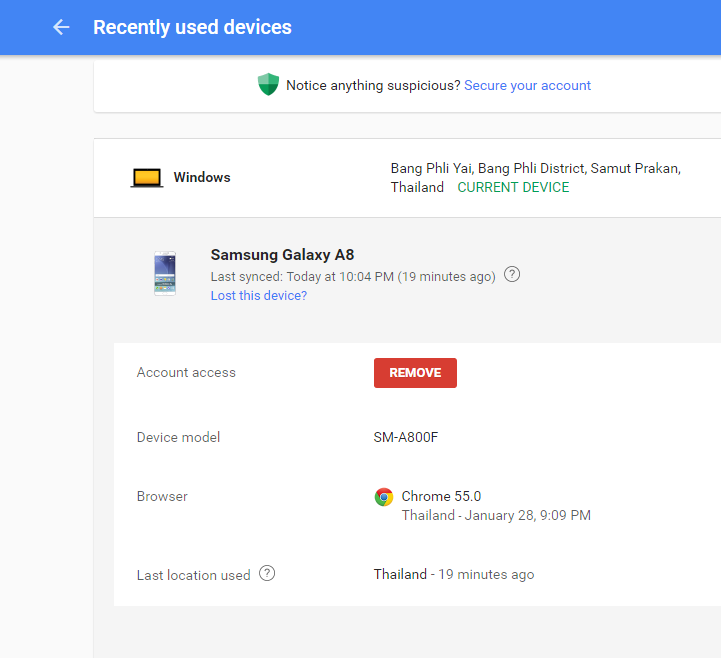 Recently used devices
Notice anything suspicious? Secure your account
Windows
Bang Phli Yai, Bang Phli District, Samut Prakan,
Thailand CURRENT DEVICE
Samsung Galaxy A8
Last synced: Today at 10:04 PM (19 minutes ago) ?
Lost this device?
Account access REMOVE
Device model SM-A800F
Browser Chrome 55.0
Thailand - January 28, 9:09 PM
Last location used ? Thailand - 19 minutes ago